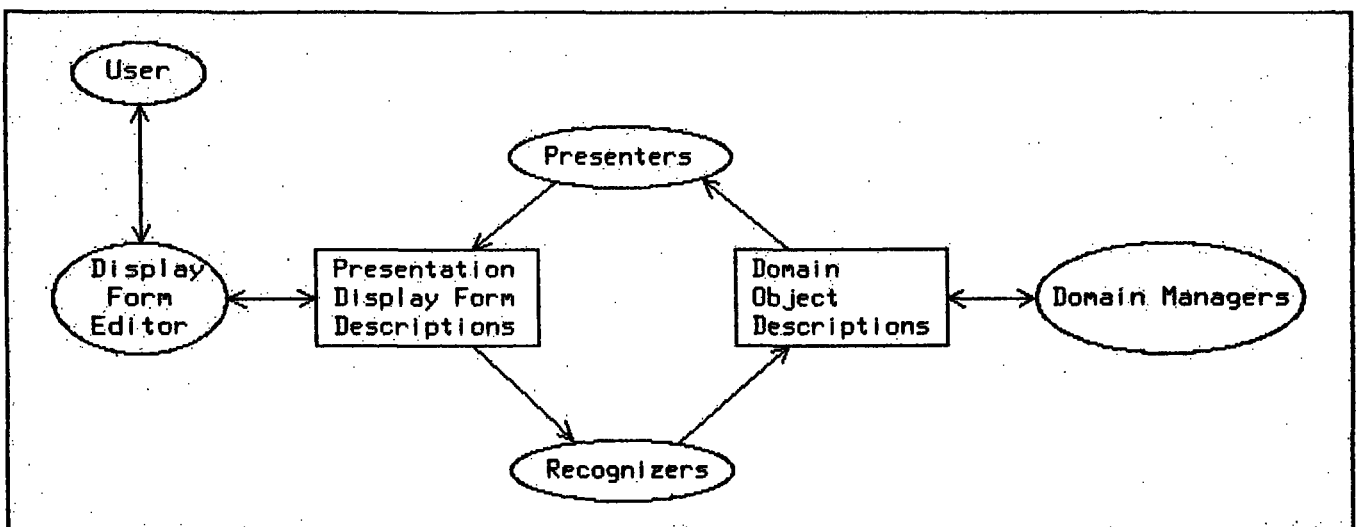 User
Presenters
Display
Form
Editor
Presentation
Display Form
Descriptions
Domain
Object
Descriptions
Domain Managers
Recognizers